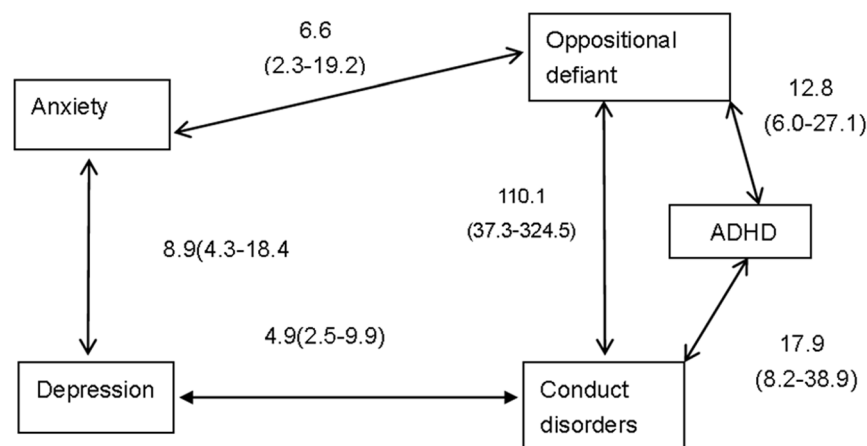 6.6
(2.3-19.2)
Oppositional
defiant
12.8
(6.0-27.1)
Anxiety
110.1
(37.3-324.5)
ADHD
8.9(4.3-18.4
4.9(2.5-9.9)
17.9
(8.2-38.9)
Depression
Conduct
disorders